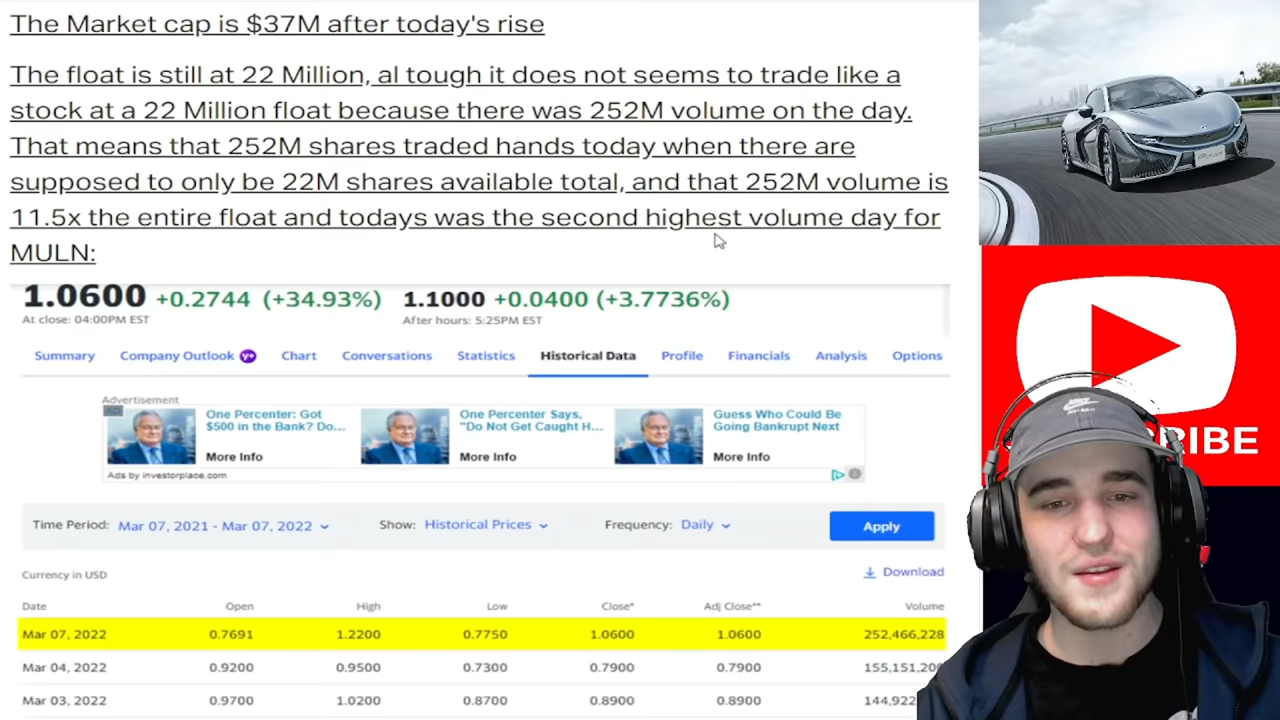 The Market cap is $37M after today's rise
The float is still at 22 Million, al tough it does not seems to trade like a
stock at a 22 Million float because there was 252M volume on the day.
That means that 252M shares traded hands today when there are
supposed to only be 22M shares available total, and that 252M volume is
11.5x the entire float and todays was the second highest volume day for
MULN:
1.0600 +0.2744 (+34.93%) 1.1000 +0.0400 (+3.7736%)
At close: 04:00PM EST After hours: 5:25PM EST
Summary Company Outlook Y+ Chart Conversations Statistics Historical Data Profile Financials Analysis Options
Advertisement
AD
One Percenter: Got One Percenter Says, Guess Who Could Be
$500 in the Bank? Do... "Do Not Get Caught H... Going Bankrupt Next
More Info More Info More Info
Ads by investorplace.com
Time Period: Mar 07, 2021 - Mar 07, 2022 Show: Historical Prices Frequency: Daily Apply
Currency in USD Download
Date Open High Low Close* Adj Close** Volume
Mar 07, 2022 0.7691 1.2200 0.7750 1.0600 1.0600 252,466,228
Mar 04, 2022 0.9200 0.9500 0.7300 0.7900 0.7900
Mar 03, 2022 0.9700 1.0200 0.8700 0.8900 0.8900